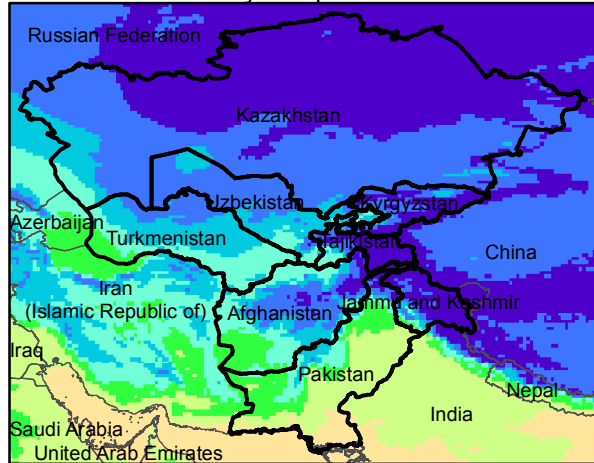 Russian Federation
Kazakhstan
Uzbekistan
Kyrgyzstan
Azerbaijan
Turkmenistan
Tajikistan
China
Iran
(Islamic Republic of)
Afghanistan
Jammu and Kashmir
Iraq
Pakistan
Nepal
India
Saudi Arabia
United Arab Emirates